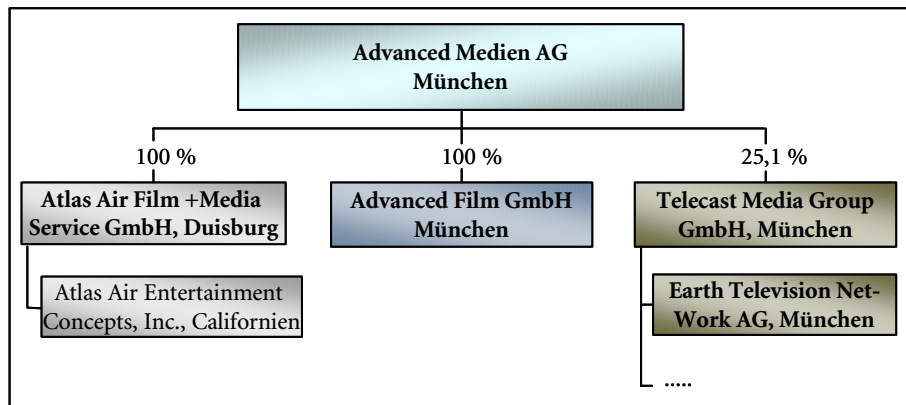 Advanced Medien AG
München
100 %
100 %
25,1 %
Atlas Air Film +Media
Service GmbH, Duisburg
Advanced Film GmbH
München
Telecast Media Group
GmbH, München
Atlas Air Entertainment
Concepts, Inc., Californien
Earth Television Net-
Work AG, München
.....